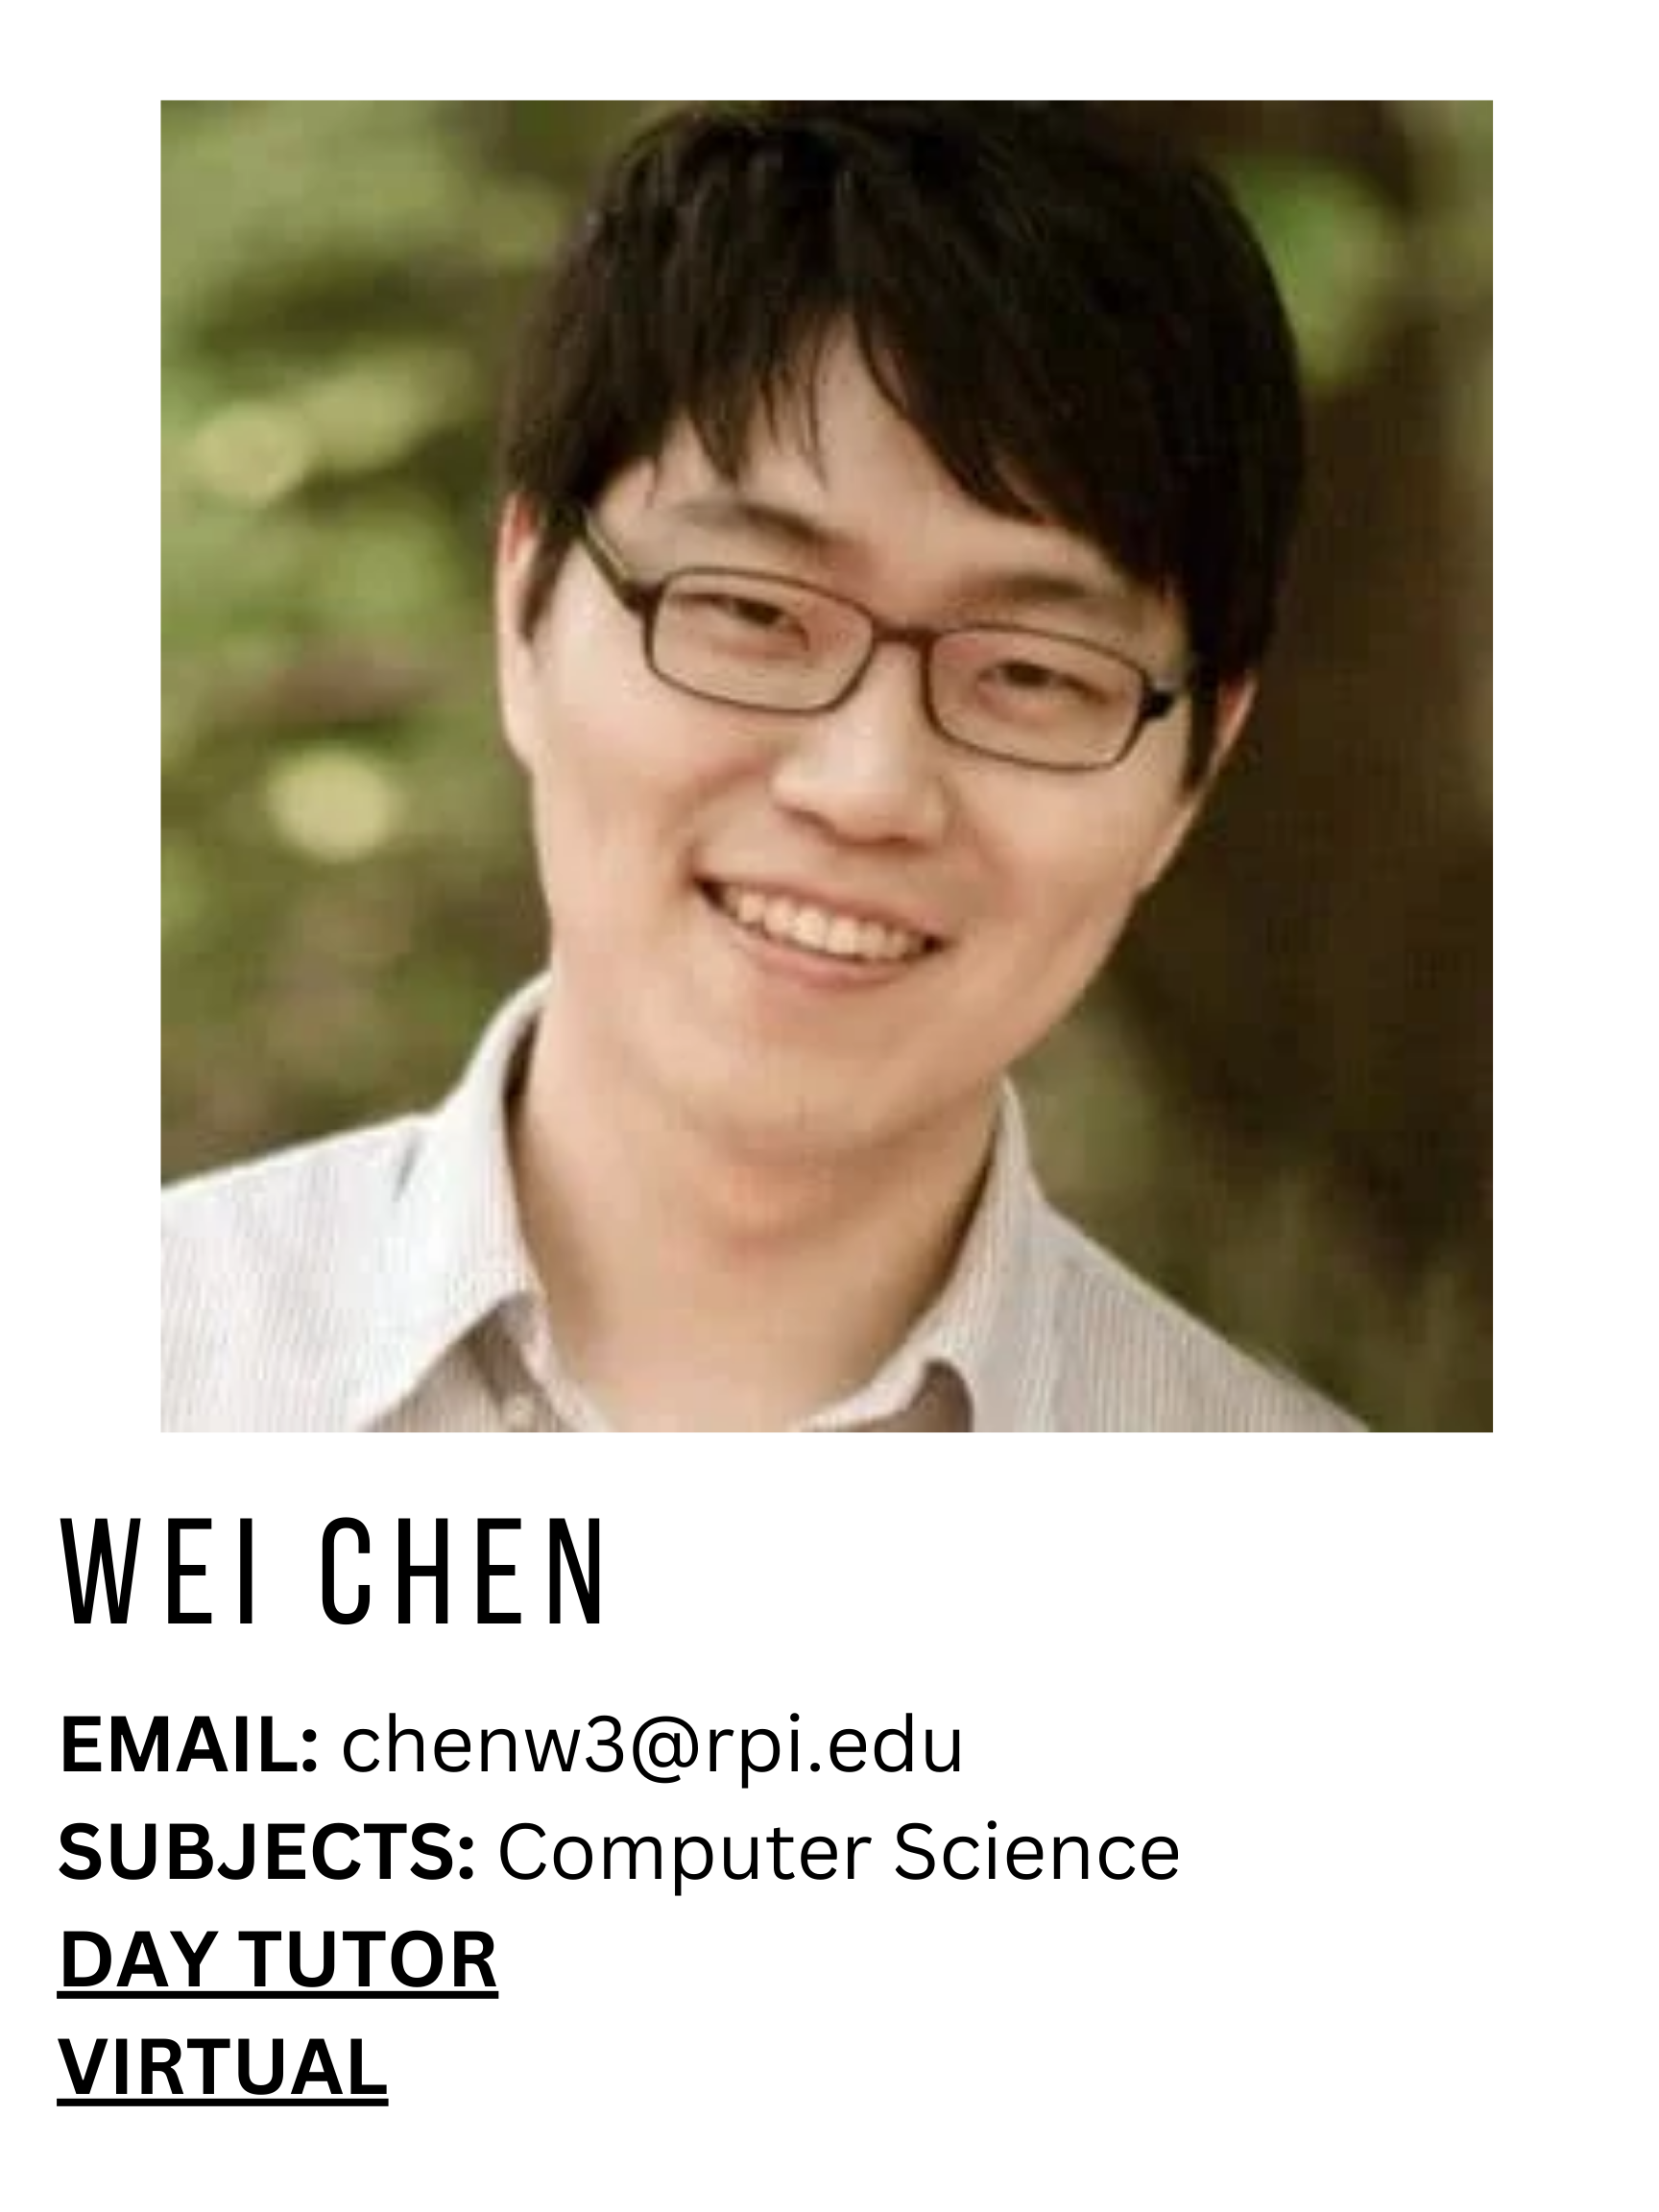 WEI CHEN
EMAIL: chenw3@rpi.edu
SUBJECTS: Computer Science
DAY TUTOR
VIRTUAL